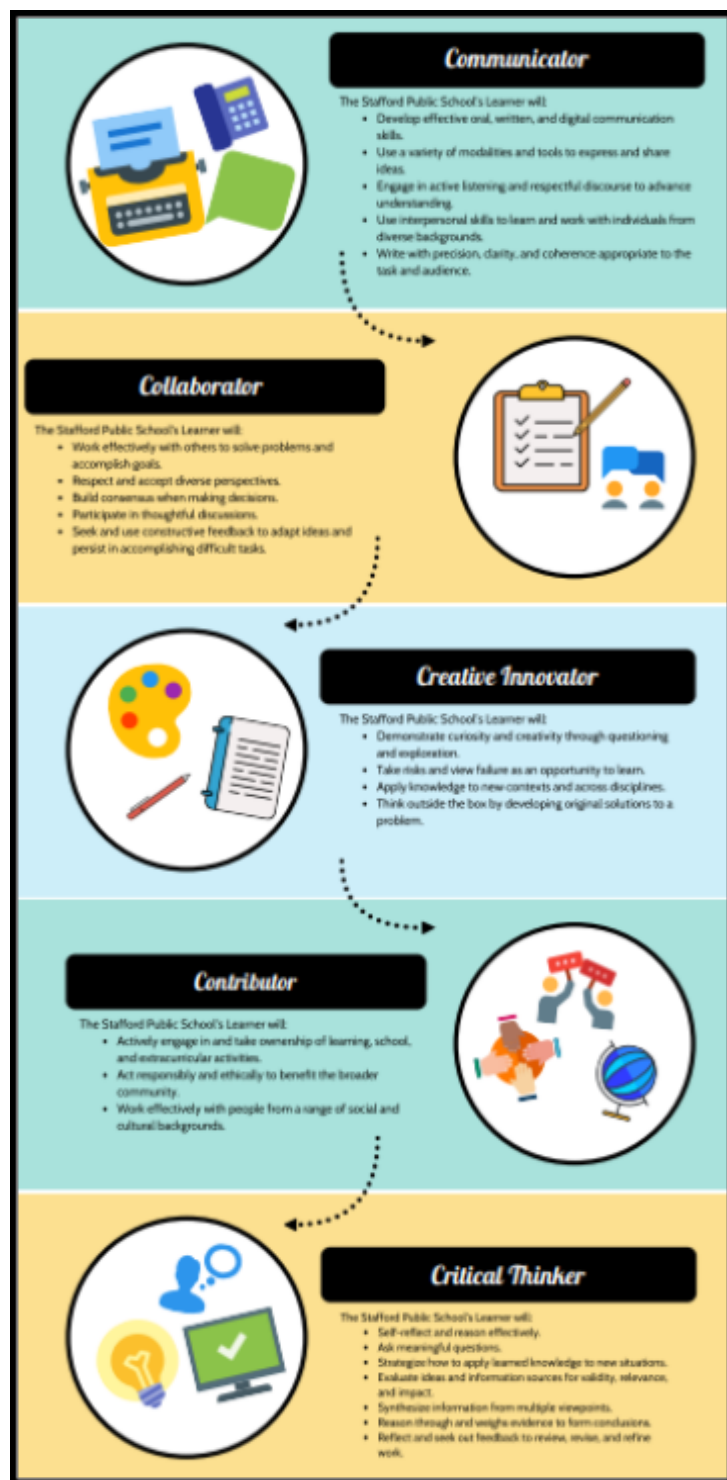 Communicator
The Stafford Public School's Learner will:
• Develop effective oral, written, and digital communication
skills.
• Use a variety of modalities and tools to express and share
ideas.
• Engage in active listening and respectful discourse to advance
understanding.
• Use interpersonal skills to learn and work with individuals from
diverse backgrounds.
• Write with precision, clarity, and coherence appropriate to the
task and audience.
Collaborator
The Stafford Public School's Learner will:
• Work effectively with others to solve problems and
accomplish goals.
• Respect and accept diverse perspectives.
• Build consensus when making decisions.
• Participate in thoughtful discussions.
• Seek and use constructive feedback to adapt ideas and
persist in accomplishing difficult tasks.
Creative Innovator
The Stafford Public School's Learner will:
• Demonstrate curiosity and creativity through questioning
and exploration.
• Take risks and view failure as an opportunity to learn.
• Apply knowledge to new contexts and across disciplines.
• Think outside the box by developing original solutions to a
problem.
Contributor
The Stafford Public School's Learner will:
• Actively engage in and take ownership of learning, school,
and extracurricular activities.
• Act responsibly and ethically to benefit the broader
community.
• Work effectively with people from a range of social and
cultural backgrounds.
Critical Thinker
The Stafford Public School's Learner will:
• Self-reflect and reason effectively.
• Ask meaningful questions.
• Strategize how to apply learned knowledge to new situations.
• Evaluate ideas and information sources for validity, relevance,
and impact.
• Synthesize information from multiple viewpoints.
• Reason through and weighs evidence to form conclusions.
• Reflect and seek out feedback to review, revise, and refine
work.